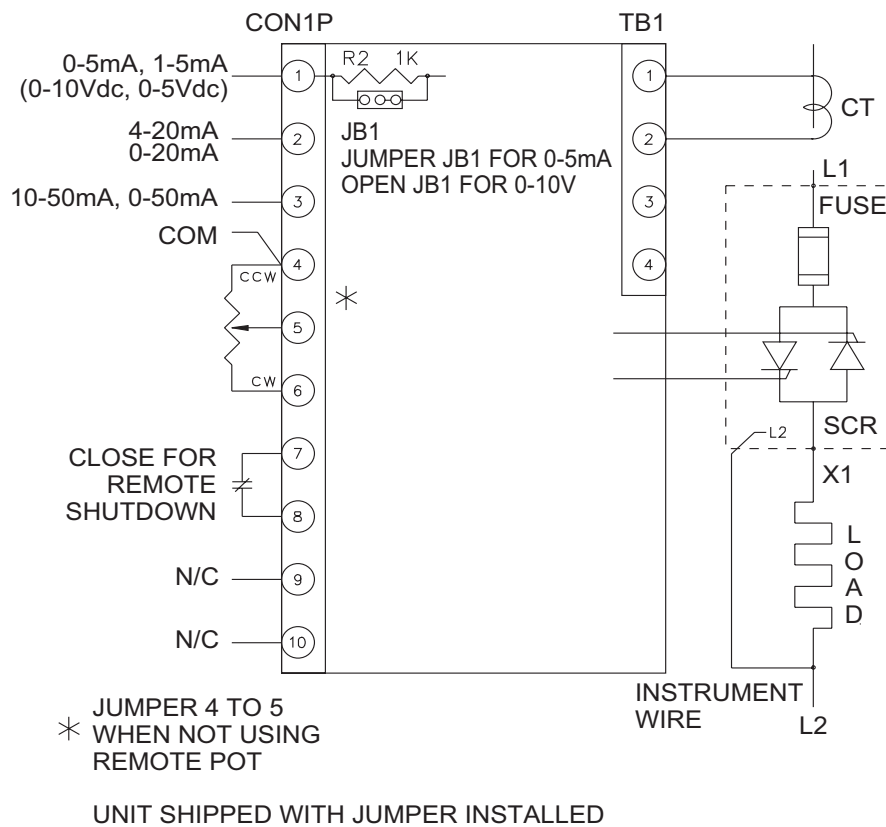 CON1P
TB1
0-5mA, 1-5mA
(0-10Vdc, 0-5Vdc)
1
R2 1K
1
CT
4-20mA
0-20mA
2
JB1
JUMPER JB1 FOR 0-5mA
OPEN JB1 FOR 0-10V
2
10-50mA, 0-50mA
3
3
L1
FUSE
COM
4
CCW
4
5
6
CW
SCR
L2
X1
CLOSE FOR
REMOTE
SHUTDOWN
7
8
LOAD
N/C
9
N/C
10
INSTRUMENT
WIRE
L2
JUMPER 4 TO 5
WHEN NOT USING
REMOTE POT
UNIT SHIPPED WITH JUMPER INSTALLED